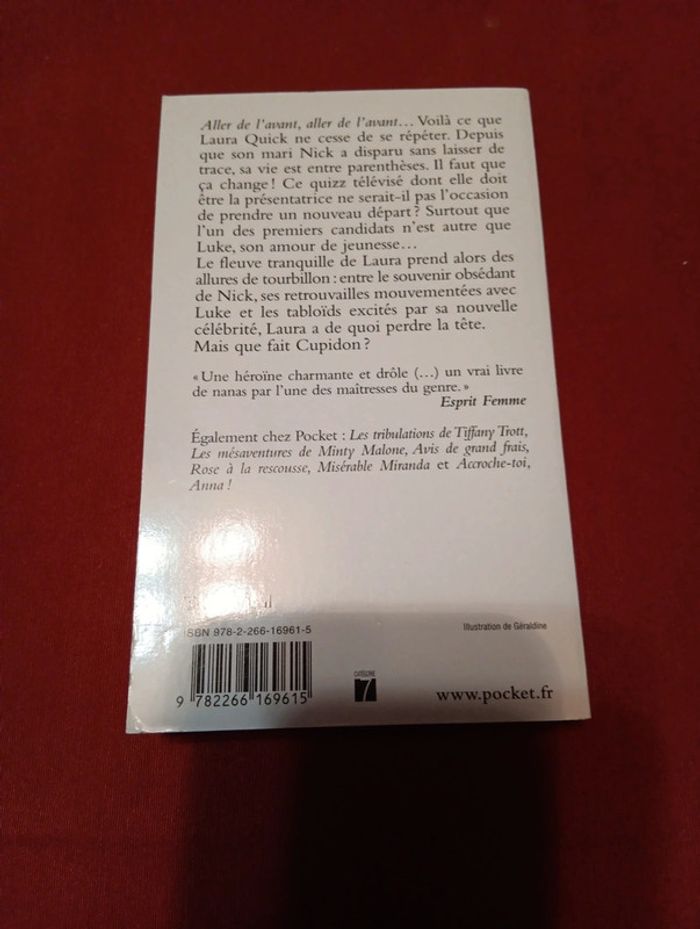 Aller de l'avant, aller de l'avant… Voilà ce que
Laura Quick ne cesse de se répéter. Depuis
que son mari Nick a disparu sans laisser de
trace, sa vie est entre parenthèses. Il faut que
ça change ! Ce quizz télévisé dont elle doit
être la présentatrice ne serait-il pas l'occasion
de prendre un nouveau départ ? Surtout que
l'un des premiers candidats n'est autre que
Luke, son amour de jeunesse…
Le fleuve tranquille de Laura prend alors des
allures de tourbillon : entre le souvenir obsédant
de Nick, ses retrouvailles mouvementées avec
Luke et les tabloïds excités par sa nouvelle
célébrité, Laura a de quoi perdre la tête.
Mais que fait Cupidon ?
« Une héroïne charmante et drôle (…) un vrai livre
de nanas par l'une des maîtresses du genre. »
Esprit Femme
Également chez Pocket : Les tribulations de Tiffany Trott,
Les mésaventures de Minty Malone, Avis de grand frais,
Rose à la rescousse, Misérable Miranda et Accroche-toi,
Anna !
ISBN 978-2-266-16961-5
Illustration de Géraldine
CATÉGORIE
7
9 782266 169615
www.pocket.fr